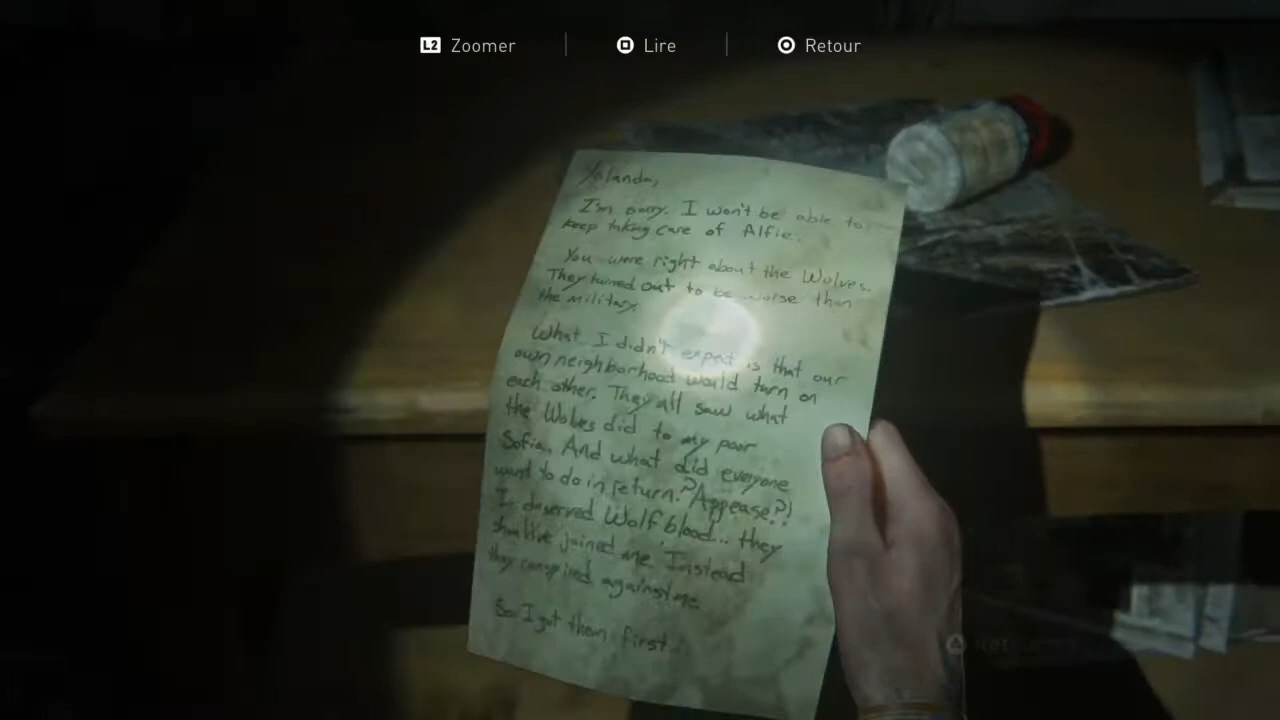 L2 Zoomer
Lire
Retour
Yolanda,
I'm sorry. I won't be able to
keep taking care of Alfie.
You were right about the Wolves.
They turned out to be worse than
the military.
What I didn't expect is that our
own neighborhood would turn on
each other. They all saw what
the Wolves did to my poor
Sofia. And what did everyone
want to do in return? Appease?!
I deserved Wolf blood... they
should've joined me. Instead
they conspired against me.
So I got them first.